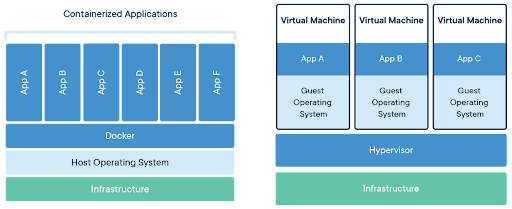 Containerized Applications
App A
App B
App C
App D
App E
App F
Docker
Host Operating System
Infrastructure
Virtual Machine
App A
Guest
Operating
System
Virtual Machine
App B
Guest
Operating
System
Virtual Machine
App C
Guest
Operating
System
Hypervisor
Infrastructure